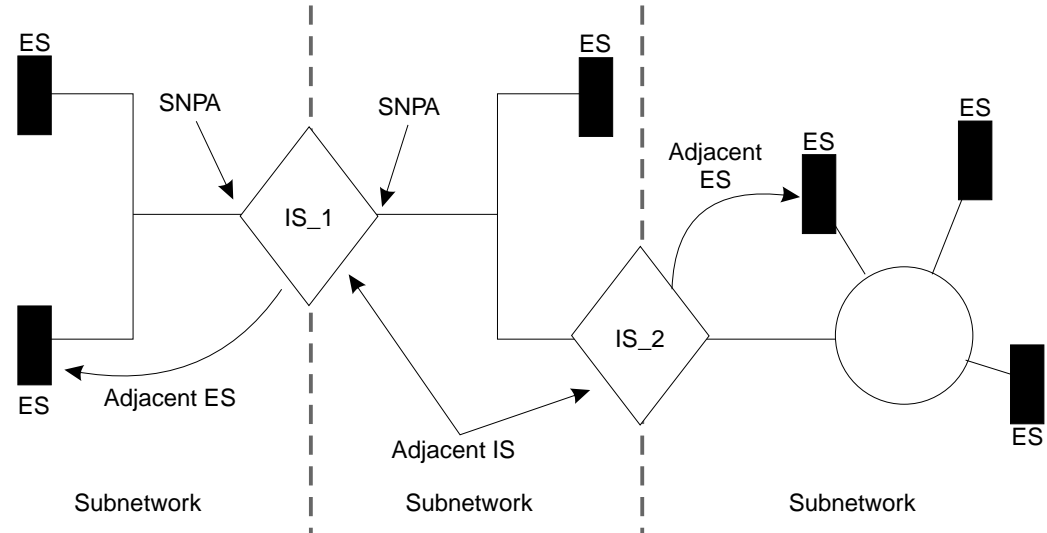 ES
ES
SNPA
SNPA
ES
Adjacent
ES
ES
IS_1
IS_2
Adjacent ES
ES
ES
Adjacent IS
Subnetwork
Subnetwork
Subnetwork